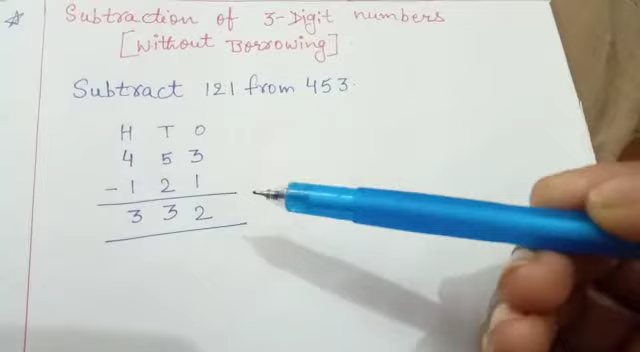 Subtraction of 3-Digit numbers
[Without Borrowing]
Subtract 121 from 453.
H T O
4 5 3
- 1 2 1
3 3 2